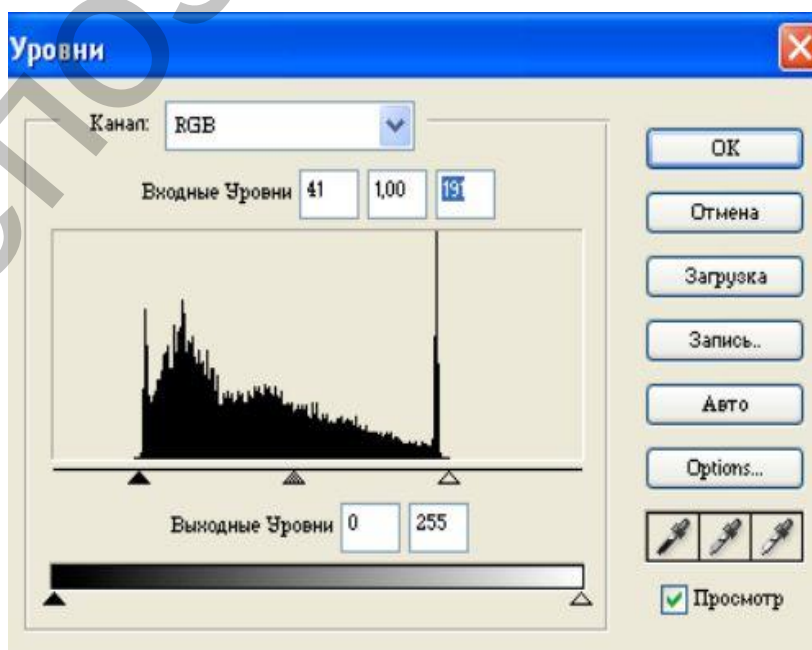 Уровни
Канал: RGB
Входные Уровни 41 1,00 191
Выходные Уровни 0 255
OK
Отмена
Загрузка
Запись..
Авто
Options...
Просмотр